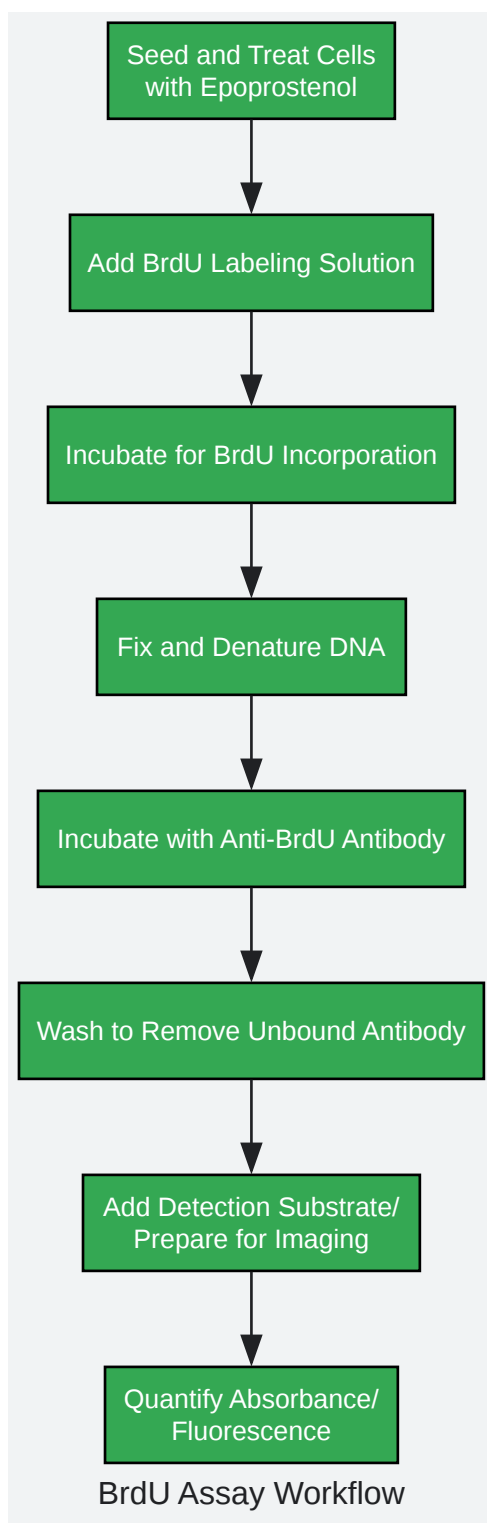 Seed and Treat Cells
with Epoprostenol
Add BrdU Labeling Solution
Incubate for BrdU Incorporation
Fix and Denature DNA
Incubate with Anti-BrdU Antibody
Wash to Remove Unbound Antibody
Add Detection Substrate/
Prepare for Imaging
Quantify Absorbance/
Fluorescence
BrdU Assay Workflow